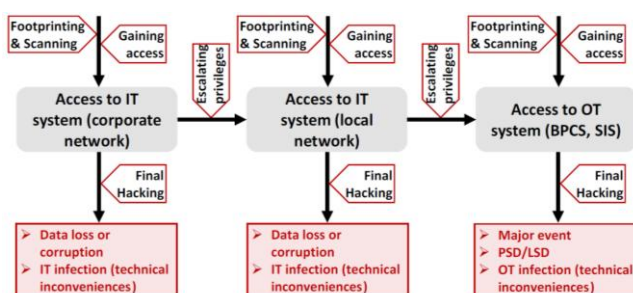 Footprinting
& Scanning
Gaining
access
Escalating
privileges
Footprinting
& Scanning
Gaining
access
Escalating
privileges
Footprinting
& Scanning
Gaining
access
Access to IT
system (corporate
network)
Access to IT
system (local
network)
Access to OT
system (BPCS, SIS)
Final
Hacking
Final
Hacking
Final
Hacking
➢ Data loss or
corruption
➢ IT infection (technical
inconveniences)
➢ Data loss or
corruption
➢ IT infection (technical
inconveniences)
➢ Major event
➢ PSD/LSD
➢ OT infection (technical
inconveniences)